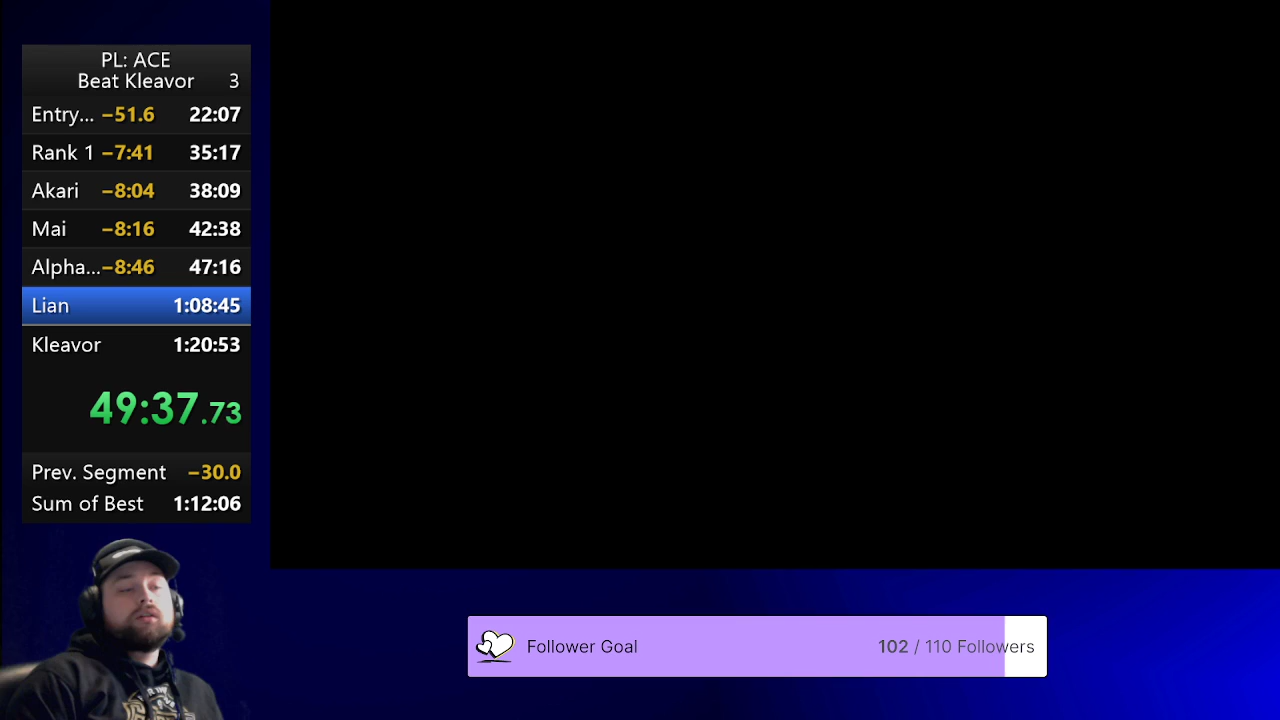 PL: ACE
Beat Kleavor 3
Entry... −51.6 22:07
Rank 1 −7:41 35:17
Akari −8:04 38:09
Mai −8:16 42:38
Alpha... −8:46 47:16
Lian 1:08:45
Kleavor 1:20:53
49:37.73
Prev. Segment −30.0
Sum of Best 1:12:06
Follower Goal 102 / 110 Followers